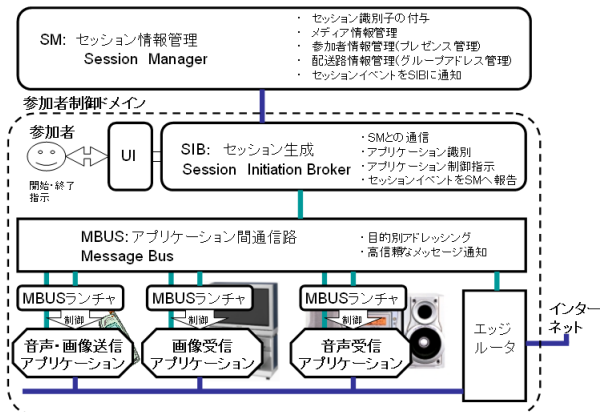 SM: セッション情報管理
Session Manager
・ セッション識別子の付与
・ メディア情報管理
・ 参加者情報管理(プレゼンス管理)
・ 配送路情報管理(グループアドレス管理)
・ セッションイベントをSIBに通知
参加者制御ドメイン
参加者
開始・終了
指示
UI
SIB: セッション生成
Session Initiation Broker
・SMとの通信
・アプリケーション識別
・アプリケーション制御指示
・セッションイベントをSMへ報告
MBUS:アプリケーション間通信路
Message Bus
・目的別アドレッシング
・高信頼なメッセージ通知
MBUSランチャ
制御
音声・画像送信
アプリケーション
MBUSランチャ
制御
画像受信
アプリケーション
MBUSランチャ
制御
音声受信
アプリケーション
エッジ
ルータ
インター
ネット